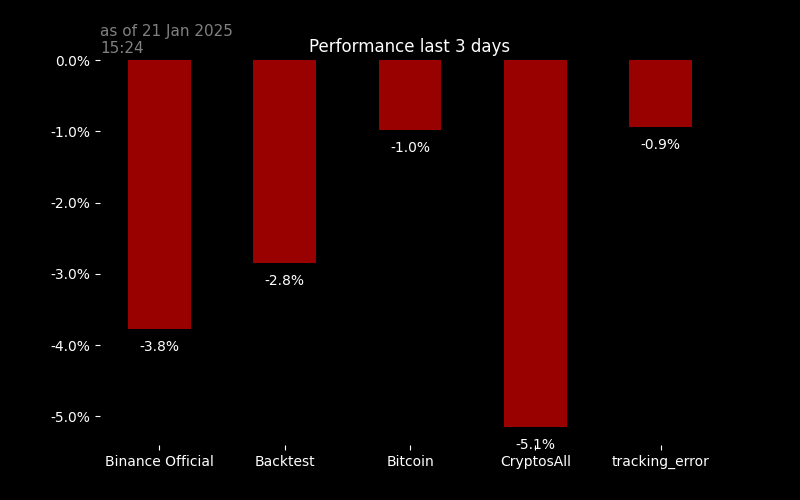 as of 21 Jan 2025
15:24
Performance last 3 days
0.0%
-1.0%
-2.0%
-3.0%
-4.0%
-5.0%
-3.8%
-2.8%
-1.0%
-5.1%
-0.9%
Binance Official
Backtest
Bitcoin
CryptosAll
tracking_error